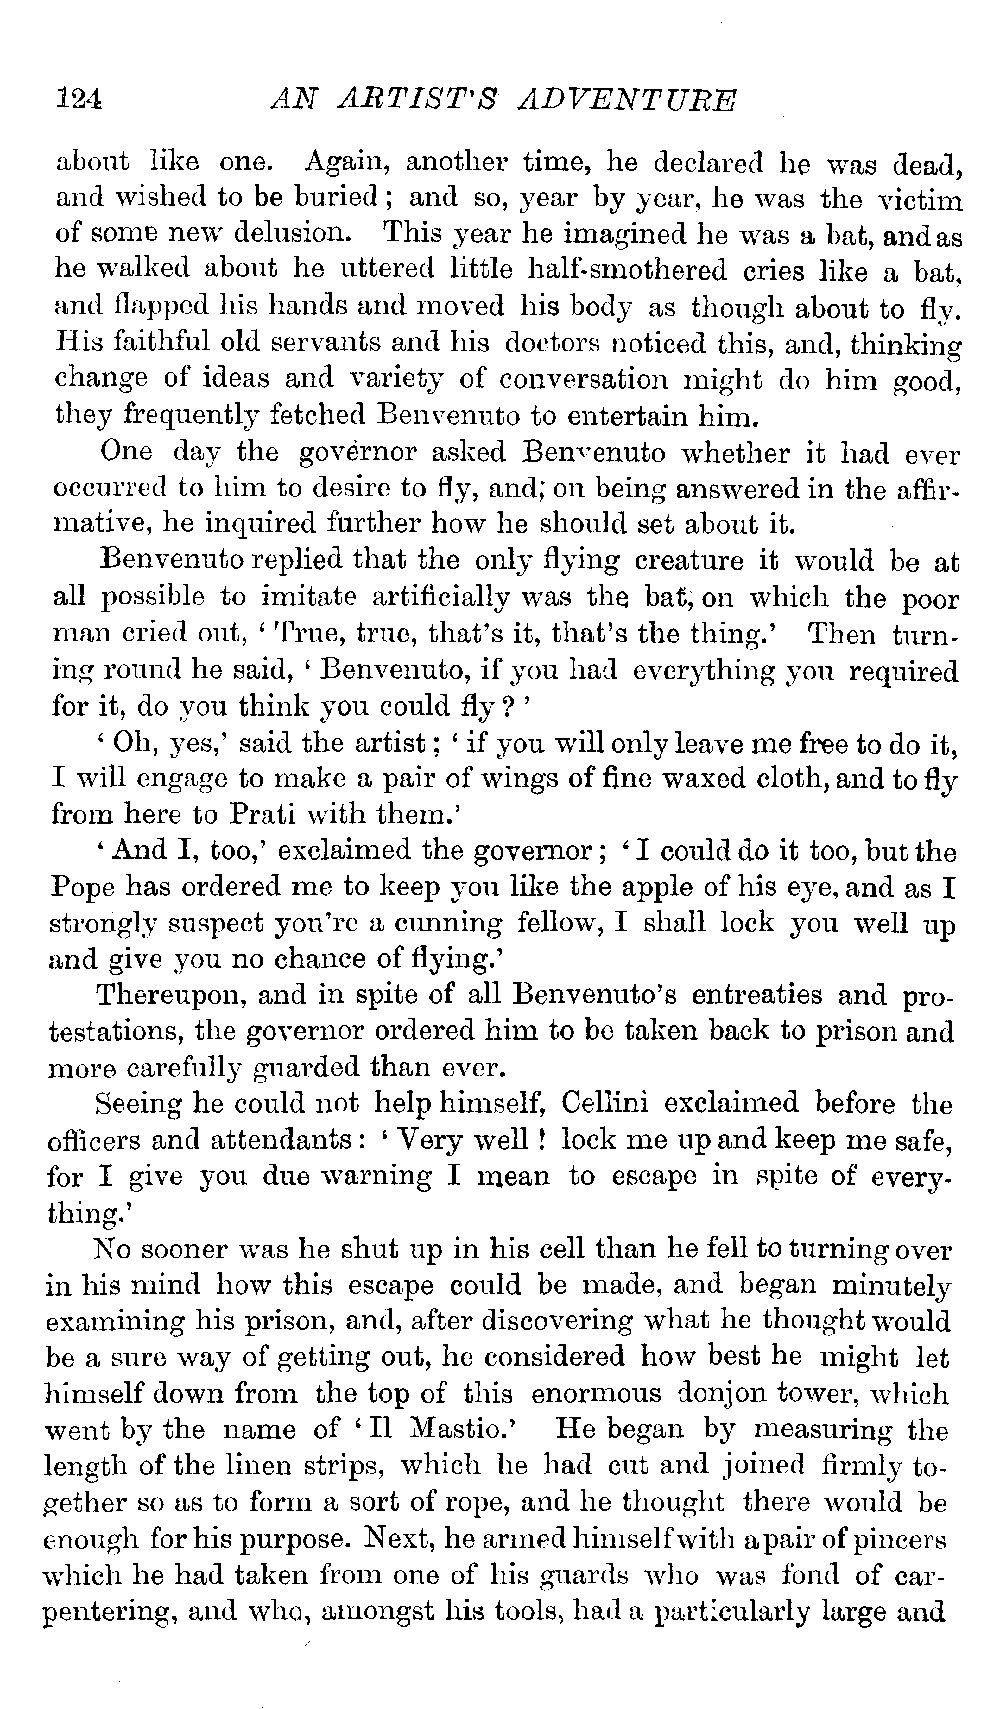 124 AN ARTIST'S ADVENTURE
about like one. Again, another time, he declared he was dead,
and wished to be buried; and so, year by year, he was the victim
of some new delusion. This year he imagined he was a bat, and as
he walked about he uttered little half-smothered cries like a bat,
and flapped his hands and moved his body as though about to fly.
His faithful old servants and his doctors noticed this, and, thinking
change of ideas and variety of conversation might do him good,
they frequently fetched Benvenuto to entertain him.
One day the governor asked Benvenuto whether it had ever
occurred to him to desire to fly, and, on being answered in the affir-
mative, he inquired further how he should set about it.
Benvenuto replied that the only flying creature it would be at
all possible to imitate artificially was the bat, on which the poor
man cried out, ‘True, true, that's it, that's the thing.’ Then turn-
ing round he said, ‘Benvenuto, if you had everything you required
for it, do you think you could fly?’
‘Oh, yes,’ said the artist; ‘if you will only leave me free to do it,
I will engage to make a pair of wings of fine waxed cloth, and to fly
from here to Prati with them.’
‘And I, too,’ exclaimed the governor; ‘I could do it too, but the
Pope has ordered me to keep you like the apple of his eye, and as I
strongly suspect you're a cunning fellow, I shall lock you well up
and give you no chance of flying.’
Thereupon, and in spite of all Benvenuto's entreaties and pro-
testations, the governor ordered him to be taken back to prison and
more carefully guarded than ever.
Seeing he could not help himself, Cellini exclaimed before the
officers and attendants: ‘Very well! lock me up and keep me safe,
for I give you due warning I mean to escape in spite of every-
thing.’
No sooner was he shut up in his cell than he fell to turning over
in his mind how this escape could be made, and began minutely
examining his prison, and, after discovering what he thought would
be a sure way of getting out, he considered how best he might let
himself down from the top of this enormous donjon tower, which
went by the name of ‘Il Mastio.’ He began by measuring the
length of the linen strips, which he had cut and joined firmly to-
gether so as to form a sort of rope, and he thought there would be
enough for his purpose. Next, he armed himself with a pair of pincers
which he had taken from one of his guards who was fond of car-
pentering, and who, amongst his tools, had a particularly large and